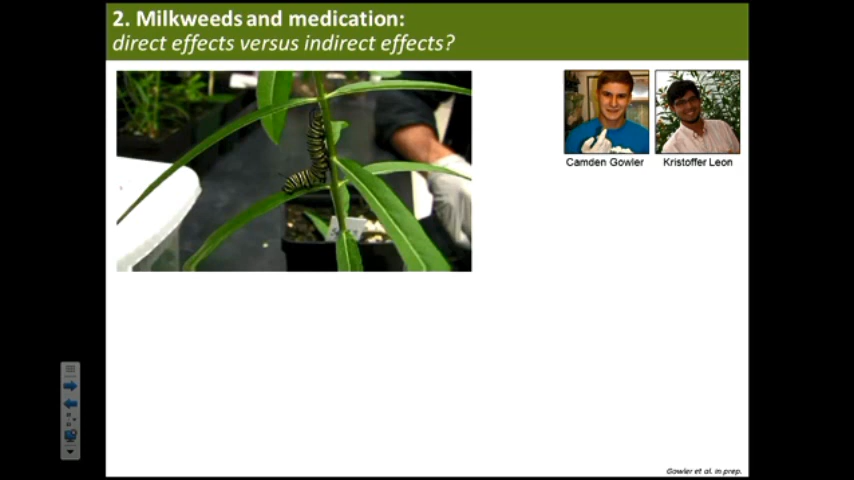 2. Milkweeds and medication:
direct effects versus indirect effects?
Camden Gowler
Kristoffer Leon
Gowler et al. in prep.